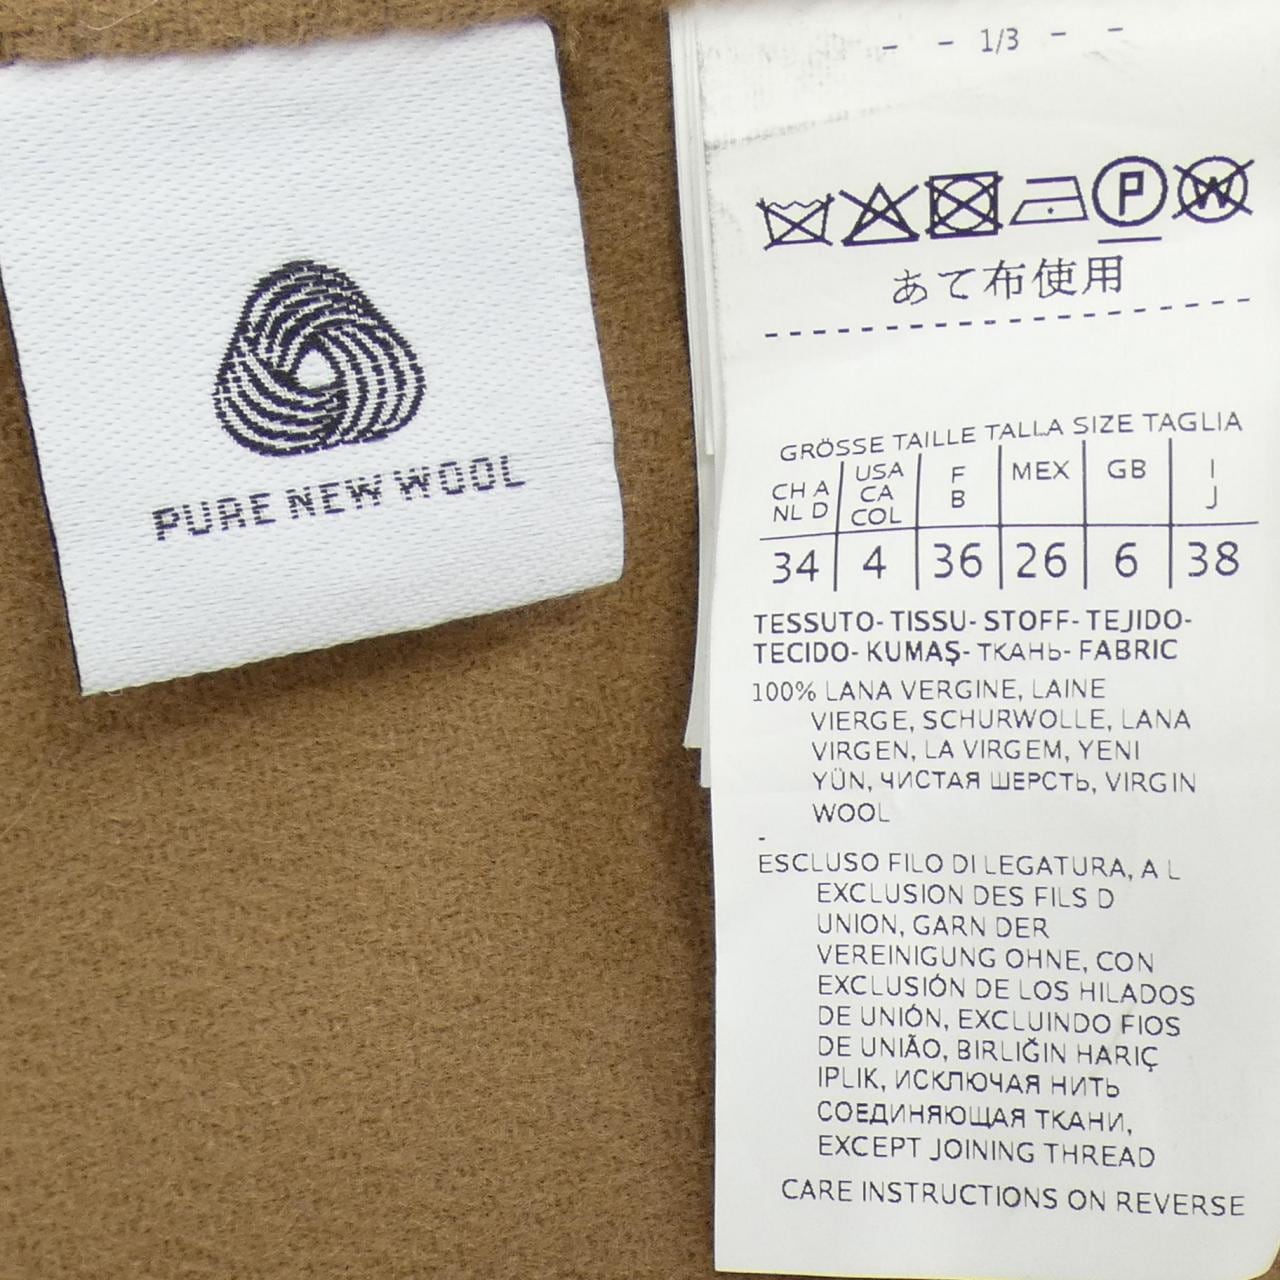 PURE NEW WOOL
- - 1/3 - -
P W
あて布使用
GRÖSSE TAILLE TALLA SIZE TAGLIA
CH A NL D USA CA COL F B MEX GB I J
34 4 36 26 6 38
TESSUTO- TISSU- STOFF- TEJIDO-
TECIDO- KUMAŞ- ТКАНЬ- FABRIC
100% LANA VERGINE, LAINE
VIERGE, SCHURWOLLE, LANA
VIRGEN, LA VIRGEM, YENI
YÜN, ЧИСТАЯ ШЕРСТЬ, VIRGIN
WOOL
-
ESCLUSO FILO DI LEGATURA, A L
EXCLUSION DES FILS D
UNION, GARN DER
VEREINIGUNG OHNE, CON
EXCLUSIÓN DE LOS HILADOS
DE UNIÓN, EXCLUINDO FIOS
DE UNIÃO, BIRLIĞIN HARIÇ
IPLIK, ИСКЛЮЧАЯ НИТЬ
СОЕДИНЯЮЩАЯ ТКАНИ,
EXCEPT JOINING THREAD
CARE INSTRUCTIONS ON REVERSE